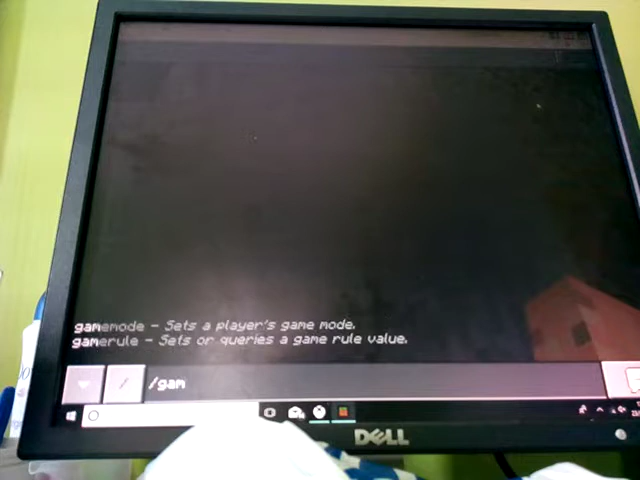 gamemode - Sets a player's game mode.
gamerule - Sets or queries a game rule value.
/gam
DELL